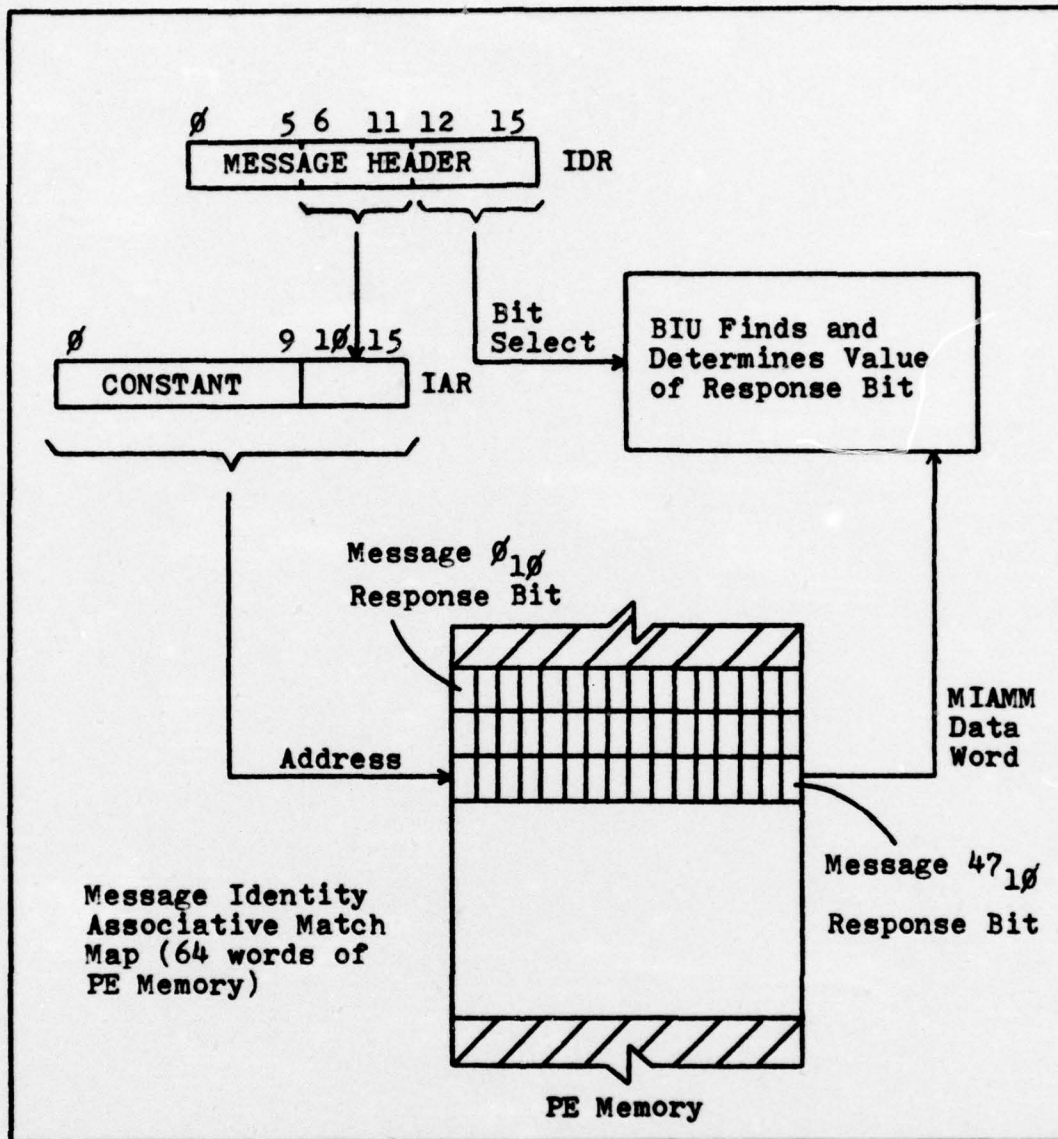 Ø 5 6 11 12 15
MESSAGE HEADER IDR
Bit
Select
BIU Finds and
Determines Value
of Response Bit
Ø 9 1Ø 15
CONSTANT IAR
Message Ø1Ø
Response Bit
Address
MIAMM
Data
Word
Message 471Ø
Response Bit
Message Identity
Associative Match
Map (64 words of
PE Memory)
PE Memory